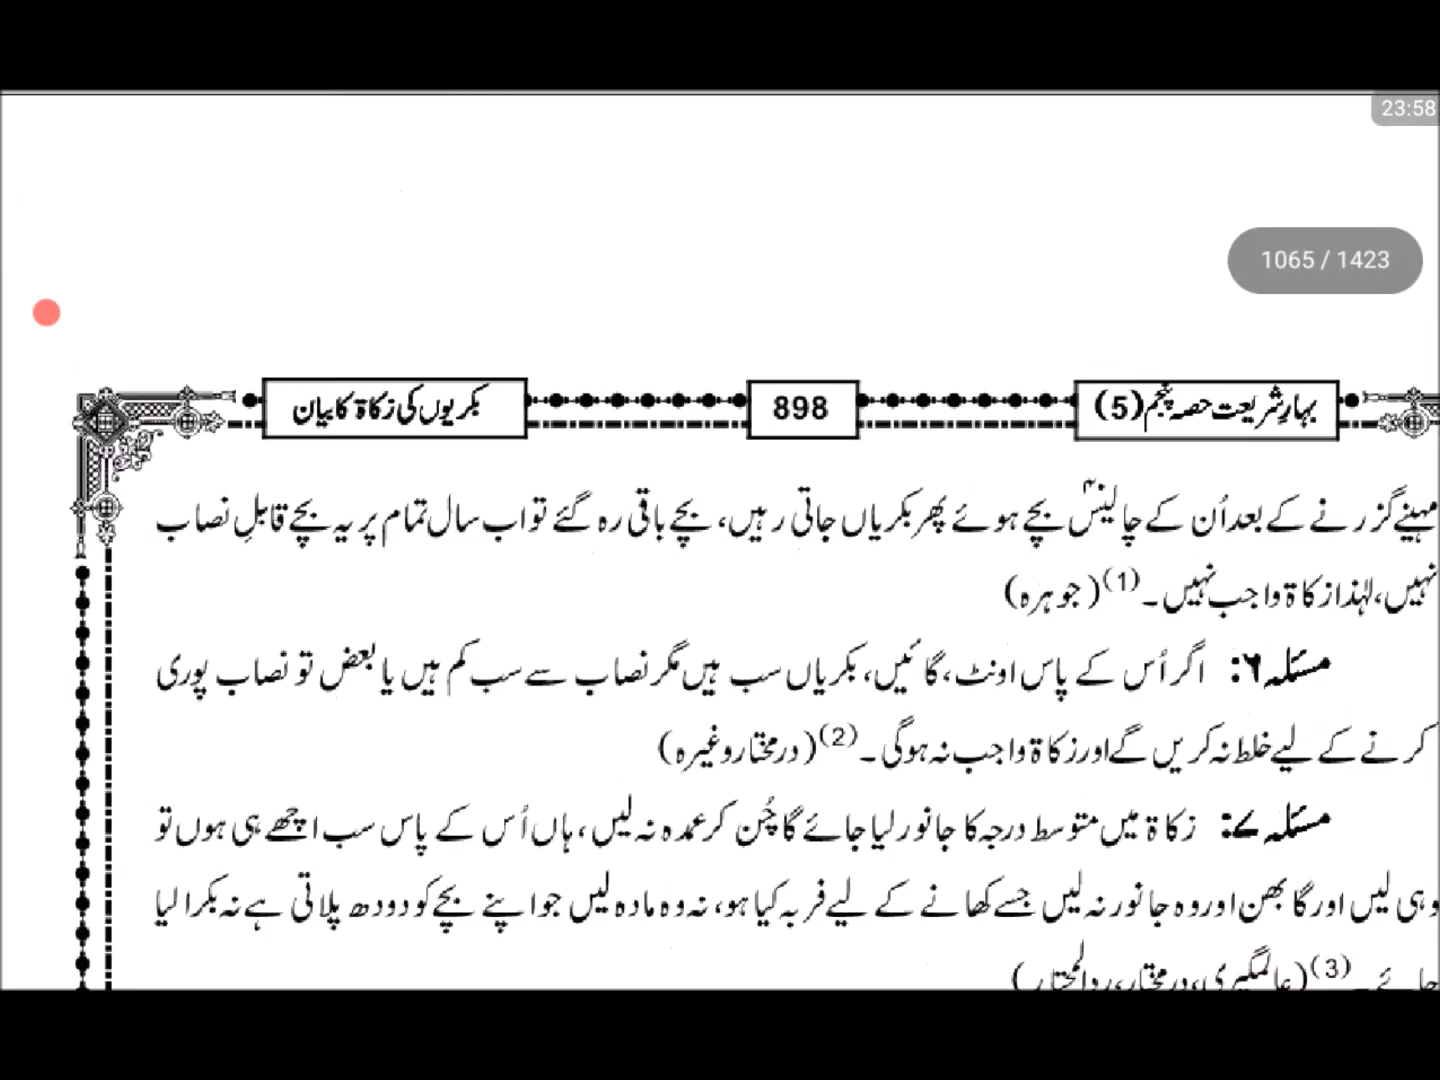 23:58
1065 / 1423
بہارِشریعت حصہ پنجم (5)
898
بکریوں کی زکاۃ کا بیان
مہینے گزرنے کے بعد اُن کے چالیس۴۰ بچے ہوئے پھر بکریاں جاتی رہیں، بچے باقی رہ گئے تو اب سال تمام پر یہ بچے قابلِ نصاب
نہیں، لہٰذا زکاۃ واجب نہیں۔ (1) (جوہرہ)
مسئلہ ۶: اگر اُس کے پاس اونٹ، گائیں، بکریاں سب ہیں مگر نصاب سے سب کم ہیں یا بعض تو نصاب پوری
کرنے کے لیے خلط نہ کریں گے اور زکاۃ واجب نہ ہوگی۔ (2) (درمختار وغیرہ)
مسئلہ ۷: زکاۃ میں متوسط درجہ کا جانور لیا جائے گا چُن کر عمدہ نہ لیں، ہاں اُس کے پاس سب اچھے ہی ہوں تو
وہی لیں اور گابھن اور وہ جانور نہ لیں جسے کھانے کے لیے فربہ کیا ہو، نہ وہ مادہ لیں جو اپنے بچے کو دودھ پلاتی ہے نہ بکرا لیا
جائے۔ (3) (عالمگیری، درمختار، ردالمحتار)